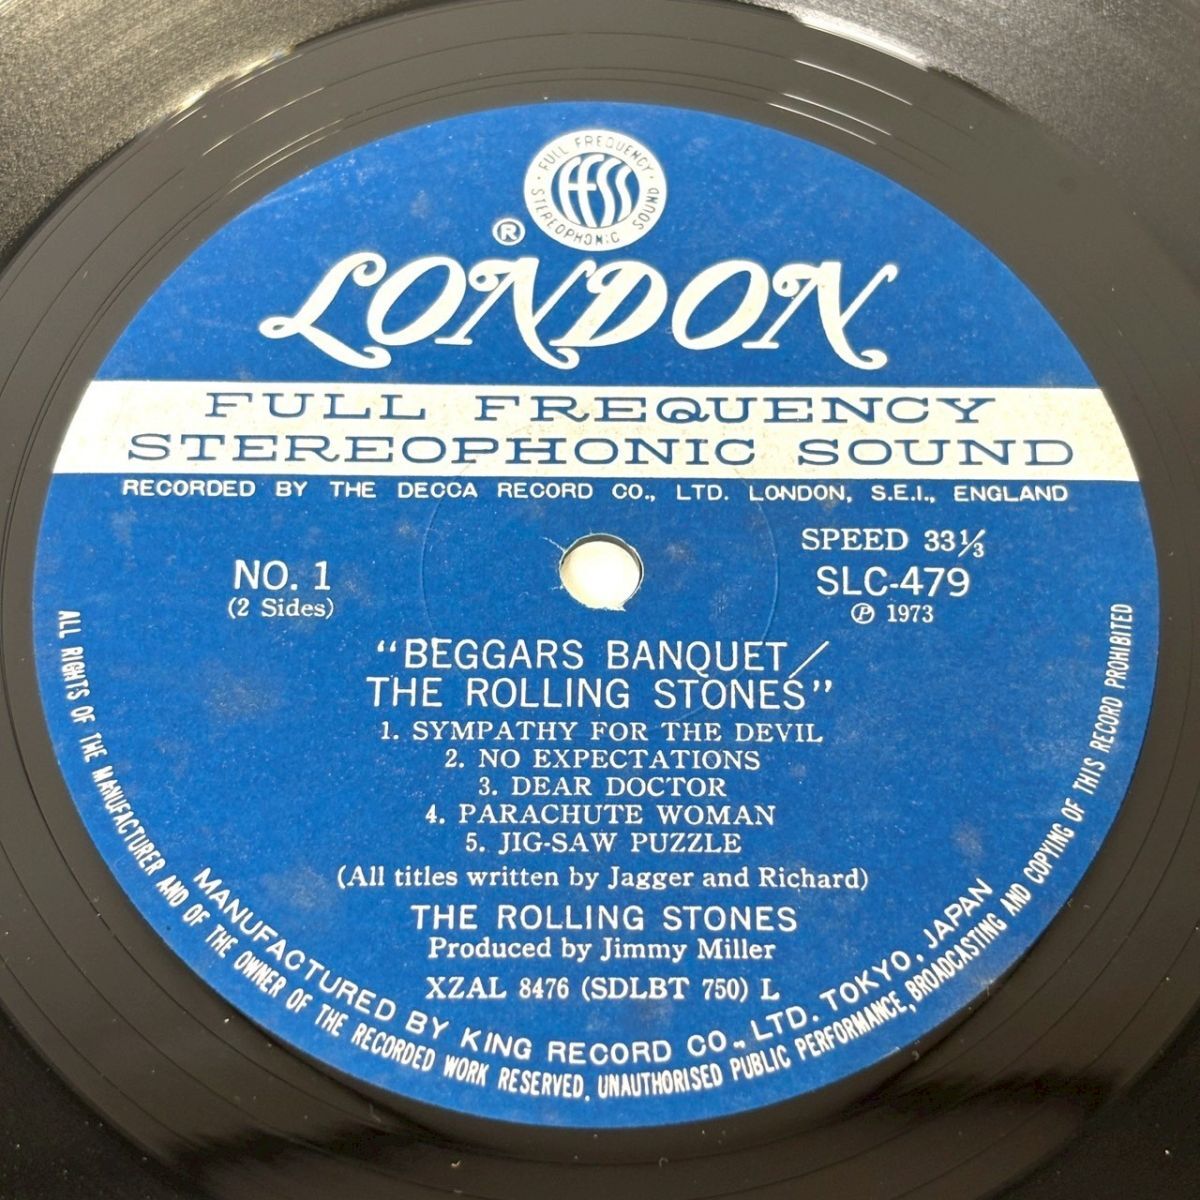 · FULL FREQUENCY ·
FFSS
STEREOPHONIC SOUND
®
LONDON
FULL FREQUENCY
STEREOPHONIC SOUND
RECORDED BY THE DECCA RECORD CO., LTD. LONDON, S.E.I., ENGLAND
NO. 1
(2 Sides)
SPEED 33⅓
SLC-479
Ⓟ 1973
“BEGGARS BANQUET/
THE ROLLING STONES”
1. SYMPATHY FOR THE DEVIL
2. NO EXPECTATIONS
3. DEAR DOCTOR
4. PARACHUTE WOMAN
5. JIG-SAW PUZZLE
(All titles written by Jagger and Richard)
THE ROLLING STONES
Produced by Jimmy Miller
XZAL 8476 (SDLBT 750) L
MANUFACTURED BY KING RECORD CO., LTD. TOKYO, JAPAN
ALL RIGHTS OF THE MANUFACTURER AND OF THE OWNER OF THE RECORDED WORK RESERVED. UNAUTHORISED PUBLIC PERFORMANCE, BROADCASTING AND COPYING OF THIS RECORD PROHIBITED